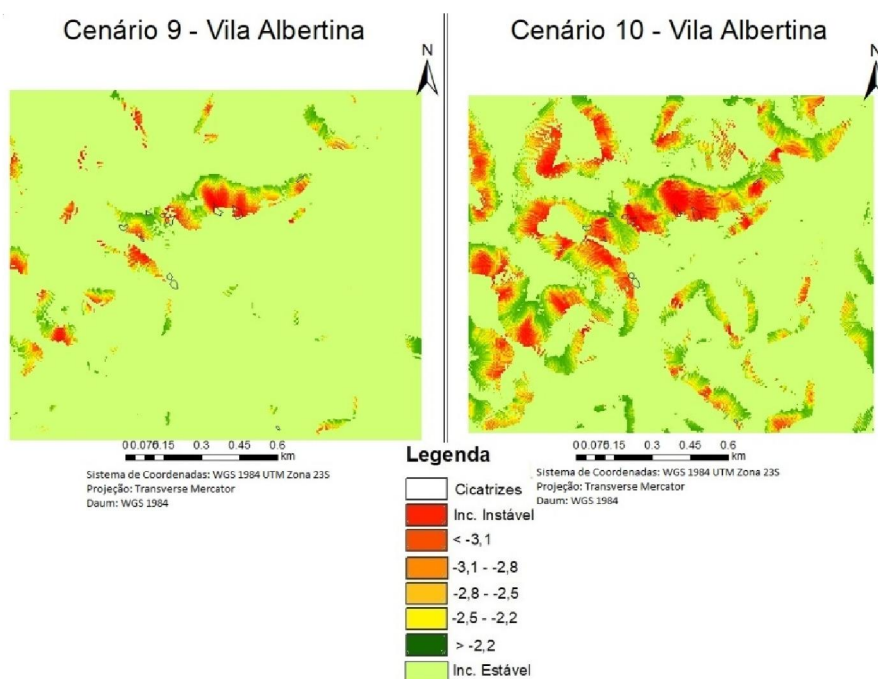 Cenário 9 - Vila Albertina
Cenário 10 - Vila Albertina
N
N
0 0.075 0.15 0.3 0.45 0.6
km
Sistema de Coordenadas: WGS 1984 UTM Zona 23S
Projeção: Transverse Mercator
Daum: WGS 1984
0 0.075 0.15 0.3 0.45 0.6
km
Sistema de Coordenadas: WGS 1984 UTM Zona 23S
Projeção: Transverse Mercator
Daum: WGS 1984
Legenda
Cicatrizes
Inc. Instável
< -3,1
-3,1 - -2,8
-2,8 - -2,5
-2,5 - -2,2
> -2,2
Inc. Estável